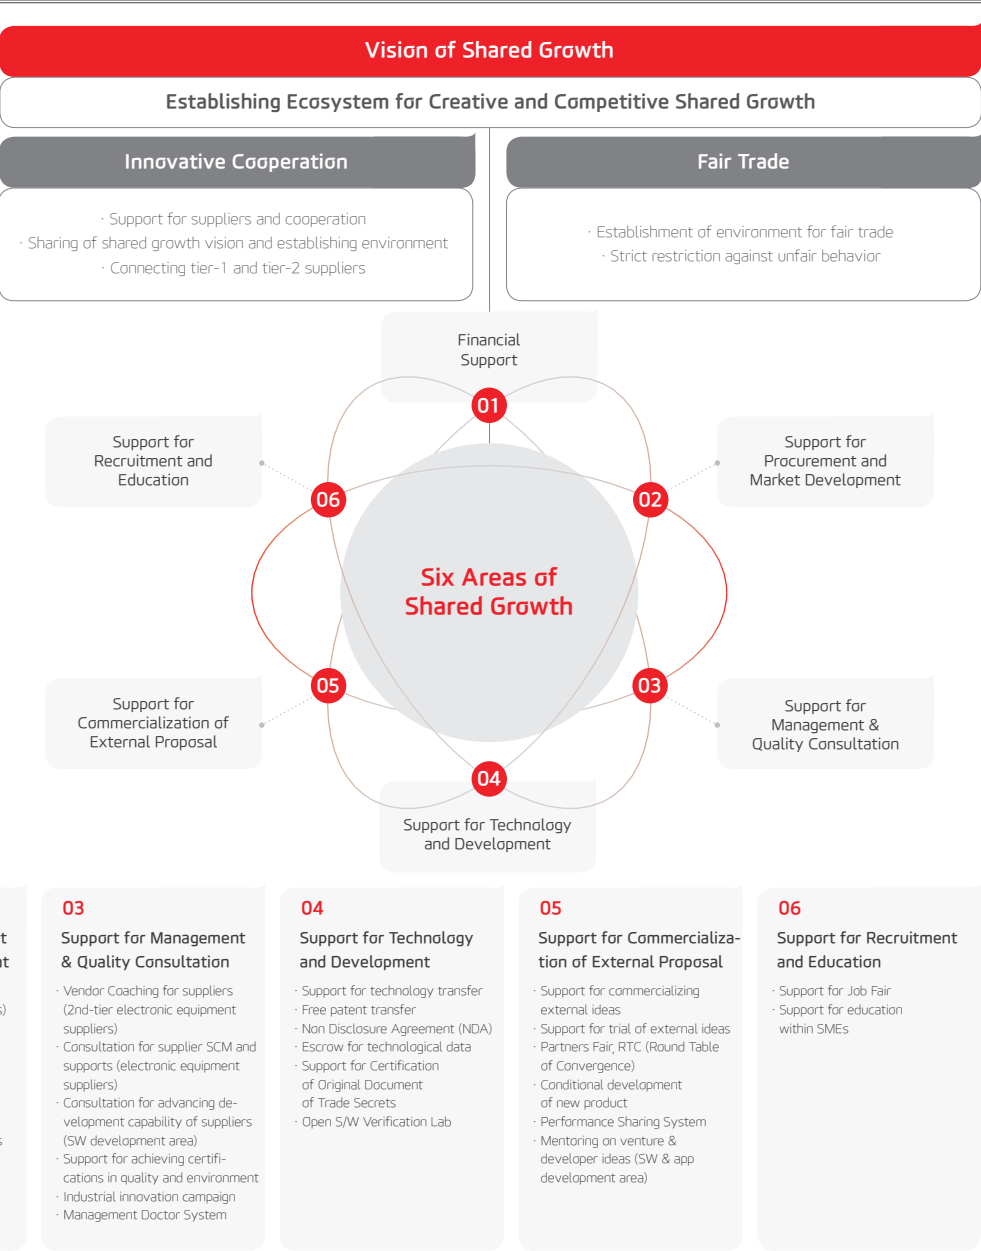 Vision of Shared Growth
Establishing Ecosystem for Creative and Competitive Shared Growth
Innovative Cooperation
· Support for suppliers and cooperation
· Sharing of shared growth vision and establishing environment
· Connecting tier-1 and tier-2 suppliers
Fair Trade
· Establishment of environment for fair trade
· Strict restriction against unfair behavior
Financial
Support
01
Support for
Procurement and
Market Development
02
Support for
Management &
Quality Consultation
03
04
Support for Technology
and Development
Support for
Commercialization of
External Proposal
05
Support for
Recruitment and
Education
06
Six Areas of
Shared Growth
03
Support for Management
& Quality Consultation
· Vendor Coaching for suppliers
(2nd-tier electronic equipment
suppliers)
· Consultation for supplier SCM and
supports (electronic equipment
suppliers)
· Consultation for advancing de-
velopment capability of suppliers
(SW development area)
· Support for achieving certifi-
cations in quality and environment
· Industrial innovation campaign
· Management Doctor System
04
Support for Technology
and Development
· Support for technology transfer
· Free patent transfer
· Non Disclosure Agreement (NDA)
· Escrow for technological data
· Support for Certification
of Original Document
of Trade Secrets
· Open S/W Verification Lab
05
Support for Commercializa-
tion of External Proposal
· Support for commercializing
external ideas
· Support for trial of external ideas
· Partners Fair, RTC (Round Table
of Convergence)
· Conditional development
of new product
· Performance Sharing System
· Mentoring on venture &
developer ideas (SW & app
development area)
06
Support for Recruitment
and Education
· Support for Job Fair
· Support for education
within SMEs